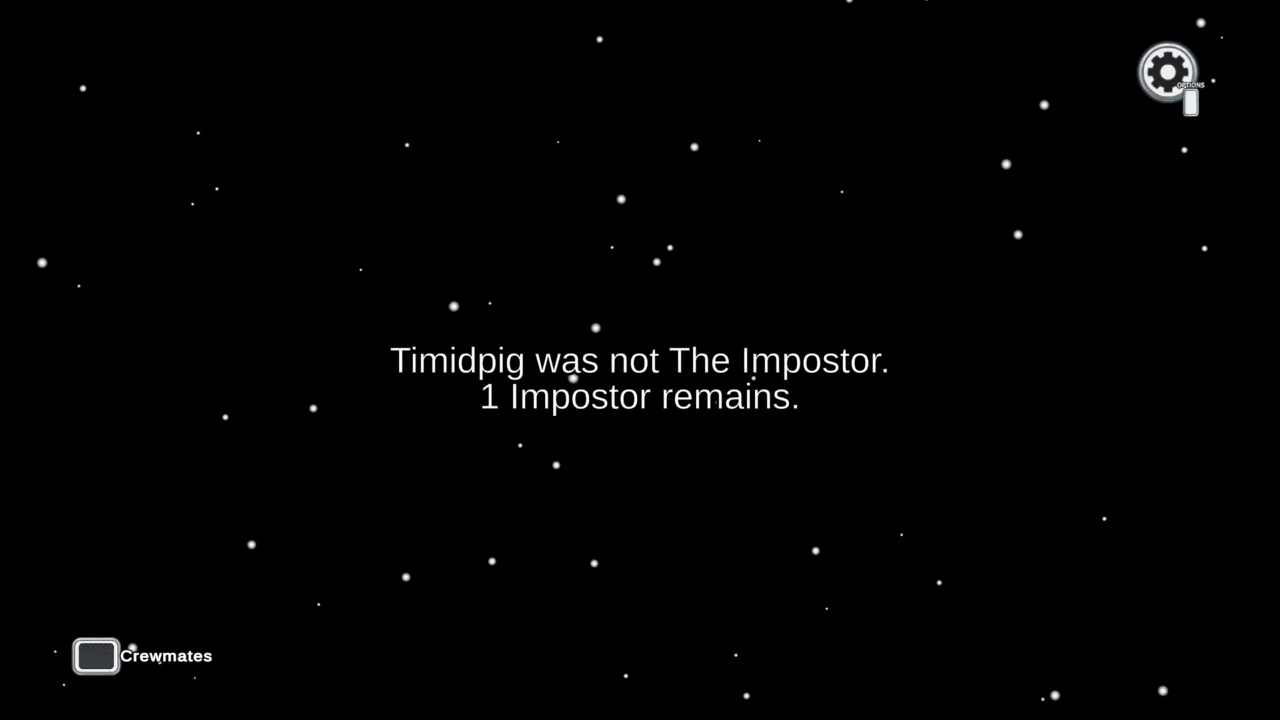 OPTIONS
Timidpig was not The Impostor.
1 Impostor remains.
Crewmates